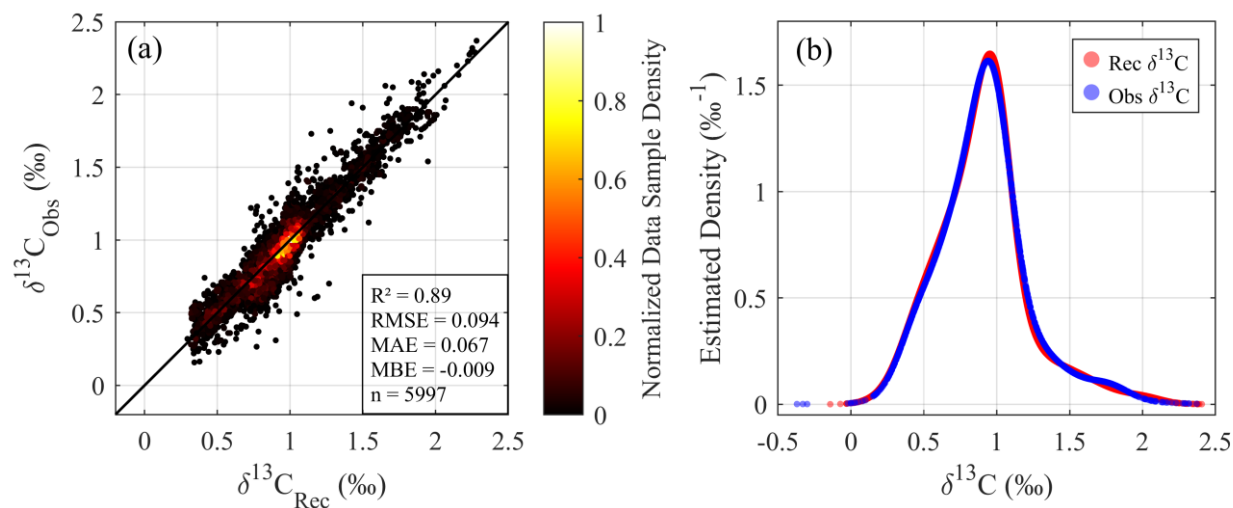 (a)
2.5
2
1.5
1
0.5
0
0
0.5
1
1.5
2
2.5
δ¹³C_Obs (‰)
δ¹³C_Rec (‰)
R² = 0.89
RMSE = 0.094
MAE = 0.067
MBE = -0.009
n = 5997
1
0.8
0.6
0.4
0.2
0
Normalized Data Sample Density
(b)
Rec δ¹³C
Obs δ¹³C
1.5
1
0.5
0
-0.5
0
0.5
1
1.5
2
2.5
Estimated Density (‰⁻¹)
δ¹³C (‰)